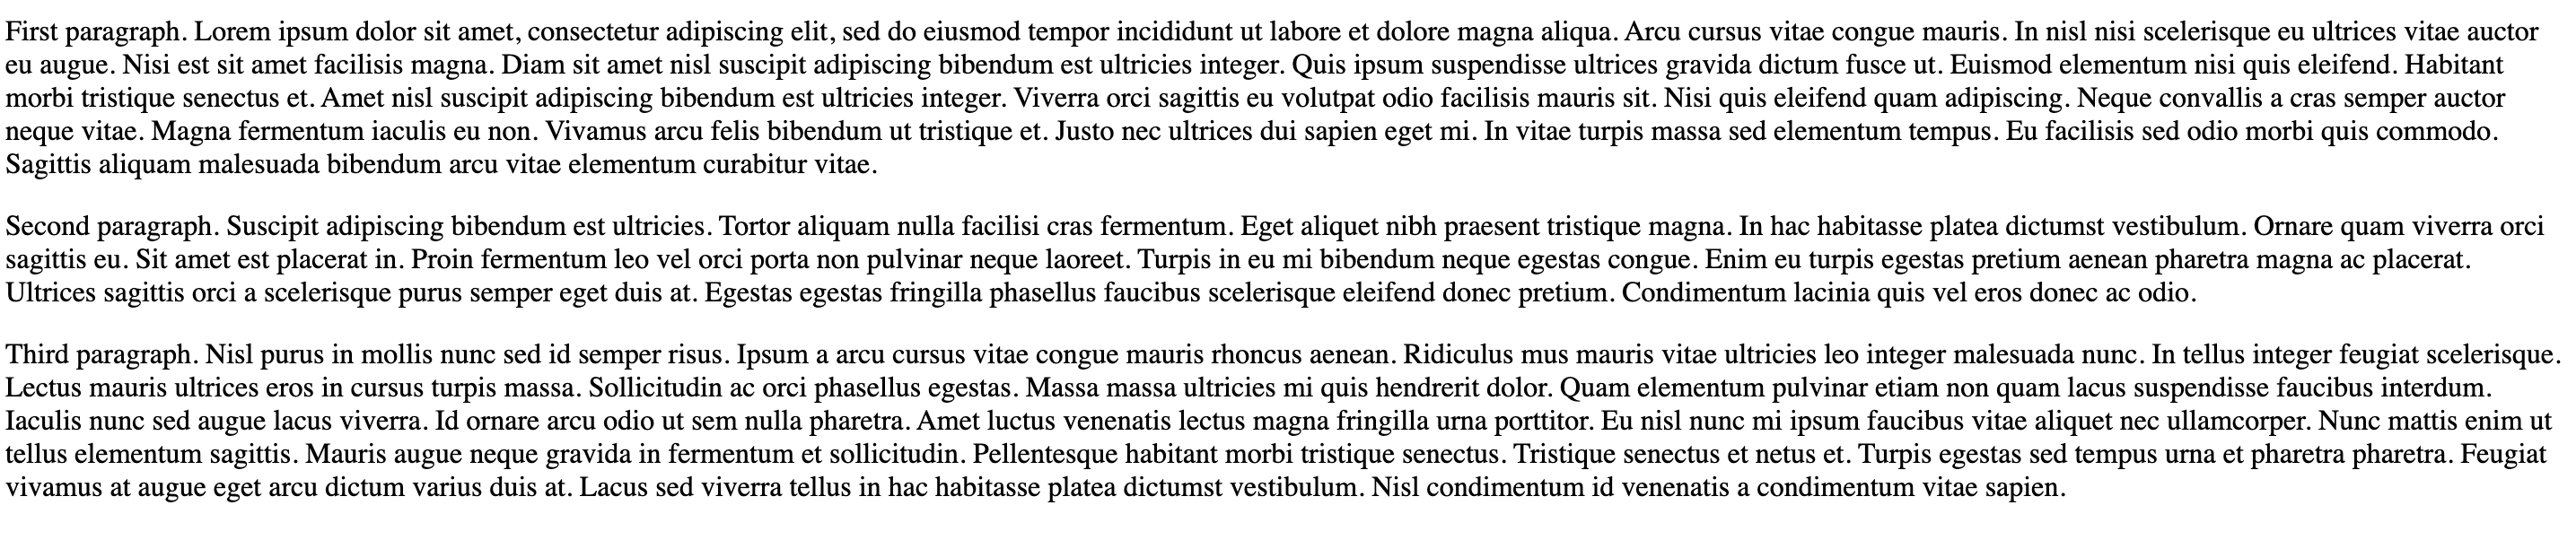 First paragraph. Lorem ipsum dolor sit amet, consectetur adipiscing elit, sed do eiusmod tempor incididunt ut labore et dolore magna aliqua. Arcu cursus vitae congue mauris. In nisl nisi scelerisque eu ultrices vitae auctor
eu augue. Nisi est sit amet facilisis magna. Diam sit amet nisl suscipit adipiscing bibendum est ultricies integer. Quis ipsum suspendisse ultrices gravida dictum fusce ut. Euismod elementum nisi quis eleifend. Habitant
morbi tristique senectus et. Amet nisl suscipit adipiscing bibendum est ultricies integer. Viverra orci sagittis eu volutpat odio facilisis mauris sit. Nisi quis eleifend quam adipiscing. Neque convallis a cras semper auctor
neque vitae. Magna fermentum iaculis eu non. Vivamus arcu felis bibendum ut tristique et. Justo nec ultrices dui sapien eget mi. In vitae turpis massa sed elementum tempus. Eu facilisis sed odio morbi quis commodo.
Sagittis aliquam malesuada bibendum arcu vitae elementum curabitur vitae.
Second paragraph. Suscipit adipiscing bibendum est ultricies. Tortor aliquam nulla facilisi cras fermentum. Eget aliquet nibh praesent tristique magna. In hac habitasse platea dictumst vestibulum. Ornare quam viverra orci
sagittis eu. Sit amet est placerat in. Proin fermentum leo vel orci porta non pulvinar neque laoreet. Turpis in eu mi bibendum neque egestas congue. Enim eu turpis egestas pretium aenean pharetra magna ac placerat.
Ultrices sagittis orci a scelerisque purus semper eget duis at. Egestas egestas fringilla phasellus faucibus scelerisque eleifend donec pretium. Condimentum lacinia quis vel eros donec ac odio.
Third paragraph. Nisl purus in mollis nunc sed id semper risus. Ipsum a arcu cursus vitae congue mauris rhoncus aenean. Ridiculus mus mauris vitae ultricies leo integer malesuada nunc. In tellus integer feugiat scelerisque.
Lectus mauris ultrices eros in cursus turpis massa. Sollicitudin ac orci phasellus egestas. Massa massa ultricies mi quis hendrerit dolor. Quam elementum pulvinar etiam non quam lacus suspendisse faucibus interdum.
Iaculis nunc sed augue lacus viverra. Id ornare arcu odio ut sem nulla pharetra. Amet luctus venenatis lectus magna fringilla urna porttitor. Eu nisl nunc mi ipsum faucibus vitae aliquet nec ullamcorper. Nunc mattis enim ut
tellus elementum sagittis. Mauris augue neque gravida in fermentum et sollicitudin. Pellentesque habitant morbi tristique senectus. Tristique senectus et netus et. Turpis egestas sed tempus urna et pharetra pharetra. Feugiat
vivamus at augue eget arcu dictum varius duis at. Lacus sed viverra tellus in hac habitasse platea dictumst vestibulum. Nisl condimentum id venenatis a condimentum vitae sapien.